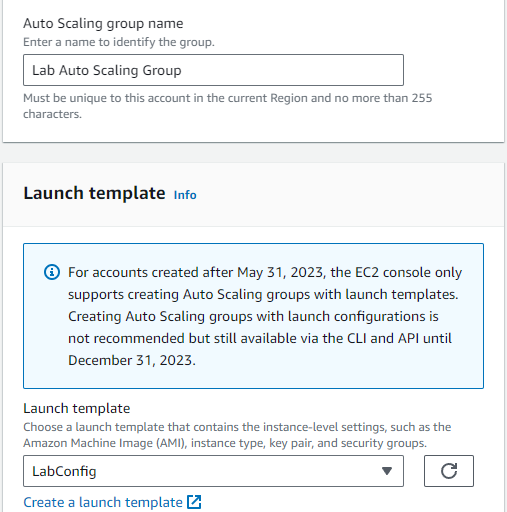 Auto Scaling group name
Enter a name to identify the group.
Lab Auto Scaling Group
Must be unique to this account in the current Region and no more than 255
characters.
Launch template Info
For accounts created after May 31, 2023, the EC2 console only
supports creating Auto Scaling groups with launch templates.
Creating Auto Scaling groups with launch configurations is
not recommended but still available via the CLI and API until
December 31, 2023.
Launch template
Choose a launch template that contains the instance-level settings, such as the
Amazon Machine Image (AMI), instance type, key pair, and security groups.
LabConfig
Create a launch template